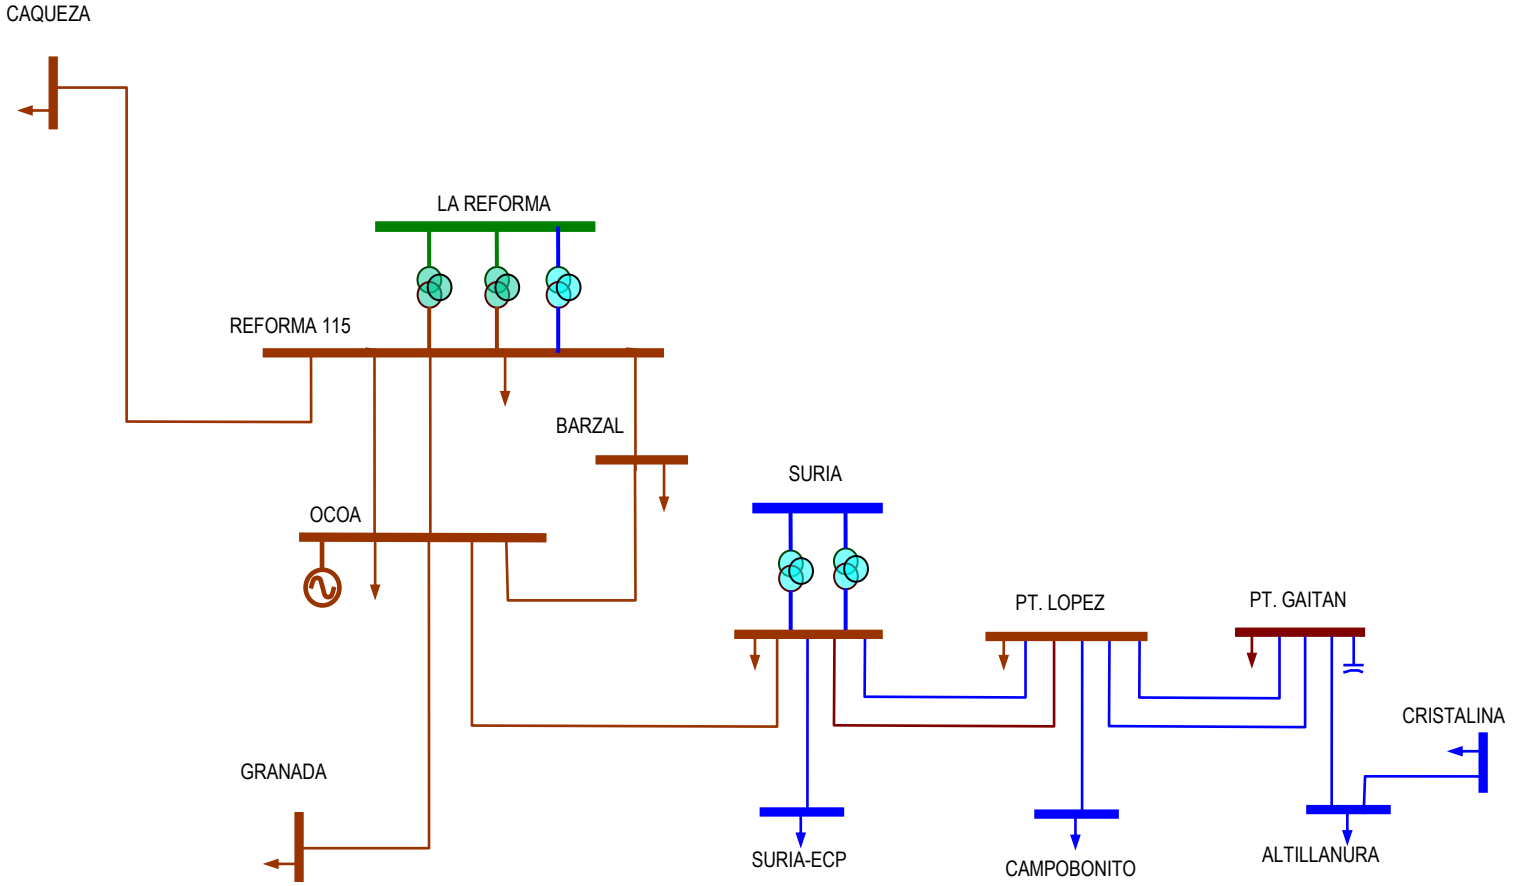 CAQUEZA
LA REFORMA
REFORMA 115
BARZAL
SURIA
OCOA
PT. LOPEZ
PT. GAITAN
CRISTALINA
GRANADA
SURIA-ECP
CAMPOBONITO
ALTILLANURA